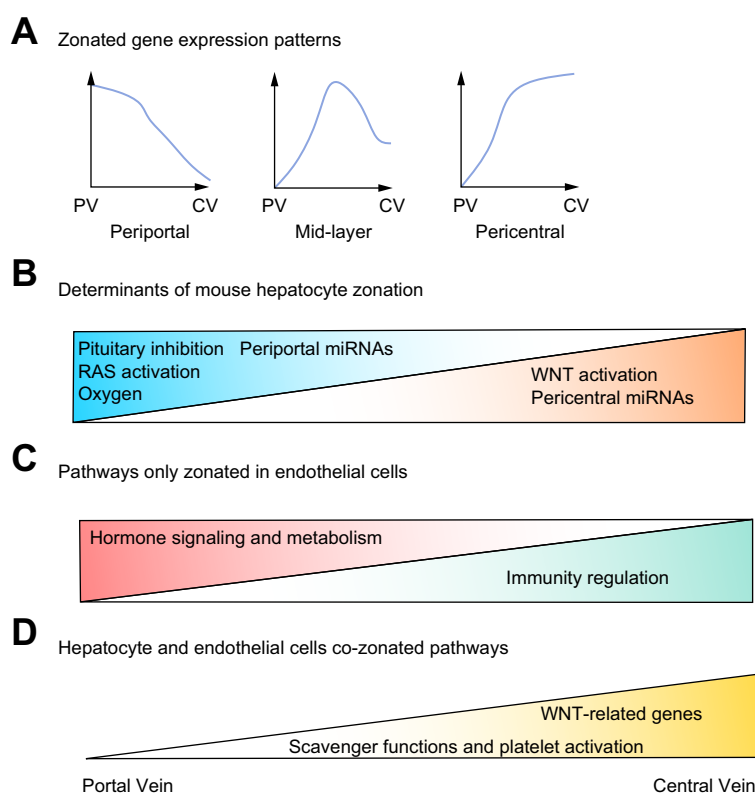 A Zonated gene expression patterns
PV CV PV CV PV CV
Periportal Mid-layer Pericentral
B Determinants of mouse hepatocyte zonation
Pituitary inhibition Periportal miRNAs
RAS activation
Oxygen
WNT activation
Pericentral miRNAs
C Pathways only zonated in endothelial cells
Hormone signaling and metabolism
Immunity regulation
D Hepatocyte and endothelial cells co-zonated pathways
WNT-related genes
Scavenger functions and platelet activation
Portal Vein Central Vein